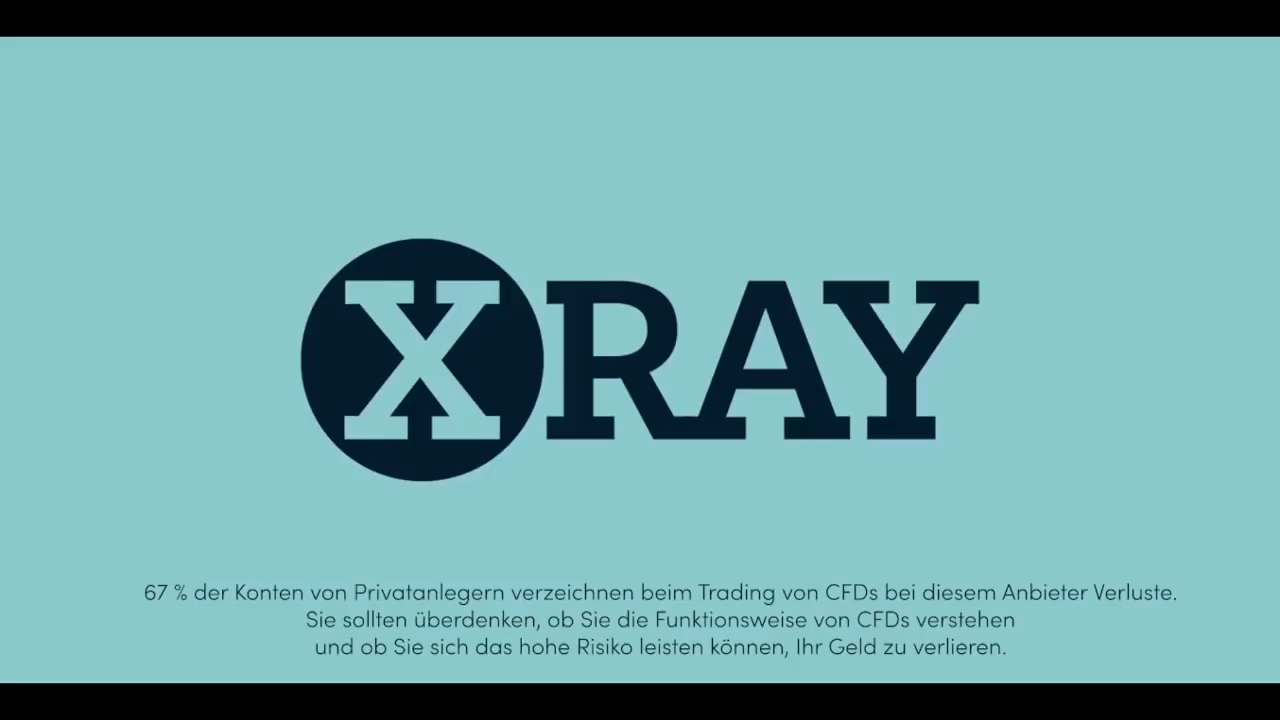 XRAY
67 % der Konten von Privatanlegern verzeichnen beim Trading von CFDs bei diesem Anbieter Verluste.
Sie sollten überdenken, ob Sie die Funktionsweise von CFDs verstehen
und ob Sie sich das hohe Risiko leisten können, Ihr Geld zu verlieren.